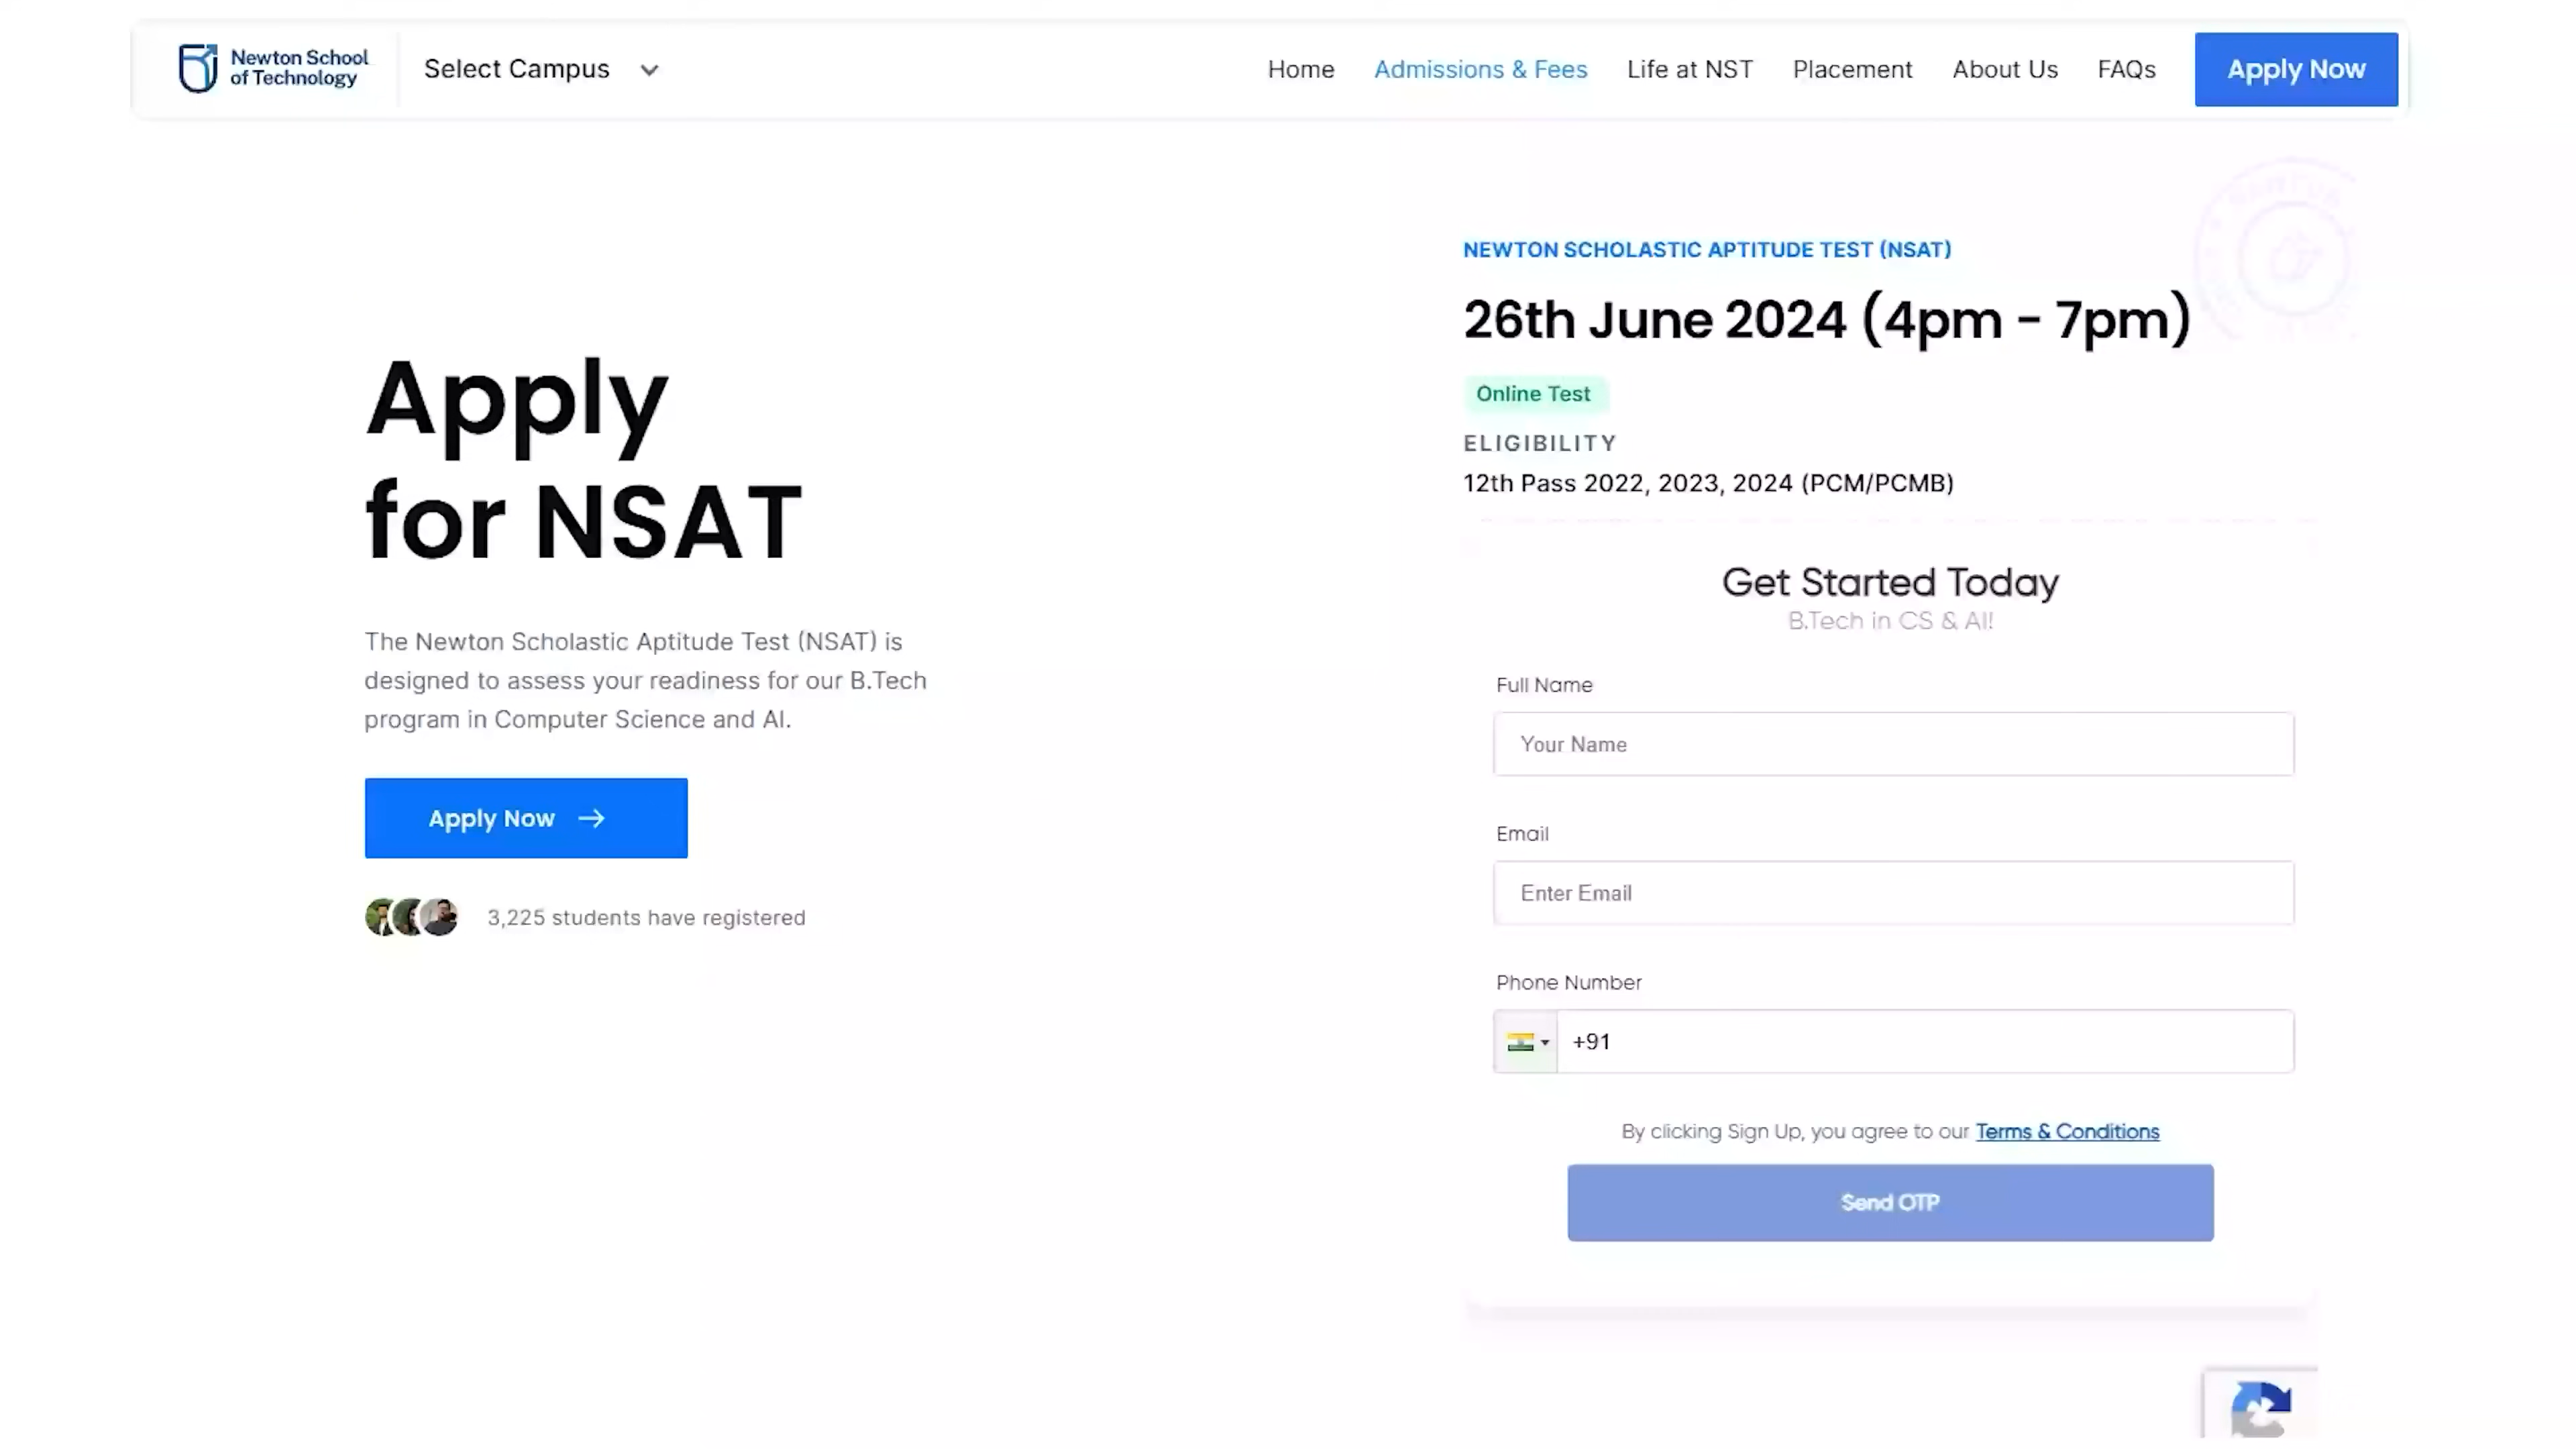 Newton School
of Technology
Select Campus
Home
Admissions & Fees
Life at NST
Placement
About Us
FAQs
Apply Now
Apply
for NSAT
The Newton Scholastic Aptitude Test (NSAT) is
designed to assess your readiness for our B.Tech
program in Computer Science and AI.
Apply Now
3,225 students have registered
NEWTON SCHOLASTIC APTITUDE TEST (NSAT)
26th June 2024 (4pm - 7pm)
Online Test
ELIGIBILITY
12th Pass 2022, 2023, 2024 (PCM/PCMB)
Get Started Today
B.Tech in CS & AI!
Full Name
Your Name
Email
Enter Email
Phone Number
+91
By clicking Sign Up, you agree to our Terms & Conditions
Send OTP